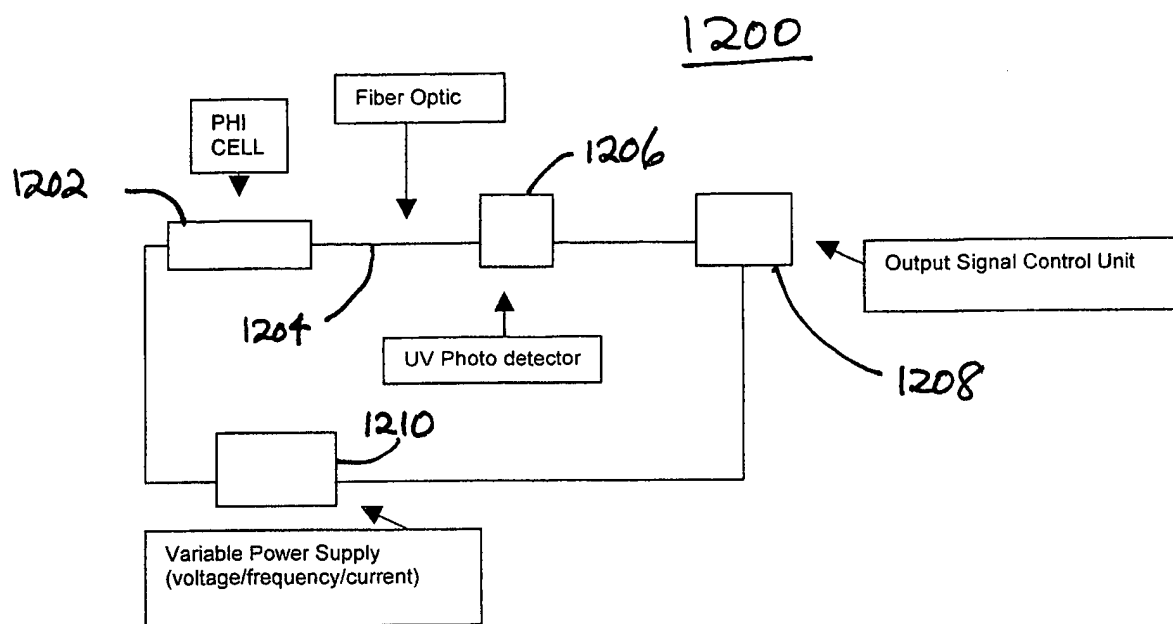 1200
Fiber Optic
PHI
CELL
1206
1202
Output Signal Control Unit
1204
UV Photo detector
1208
1210
Variable Power Supply
(voltage/frequency/current)